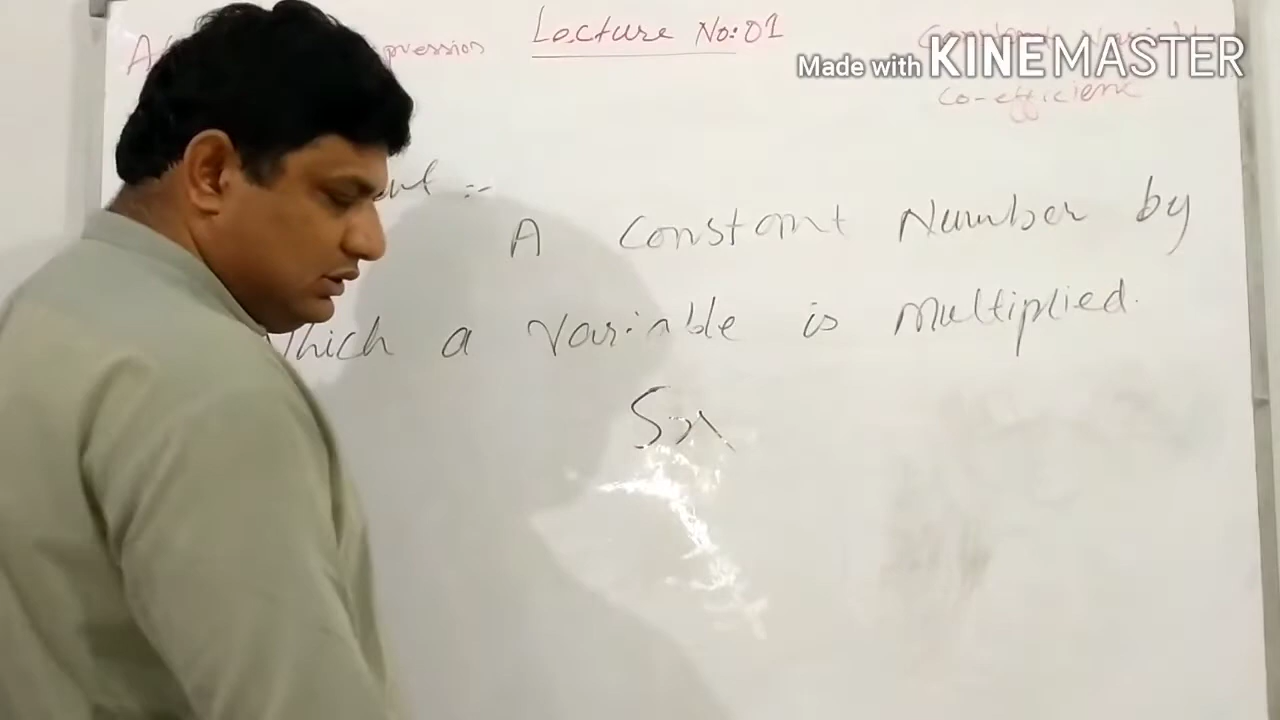 Lecture No:01
Made with KINEMASTER
co-efficient
A Constant Number by
which a variable is multiplied.
5x